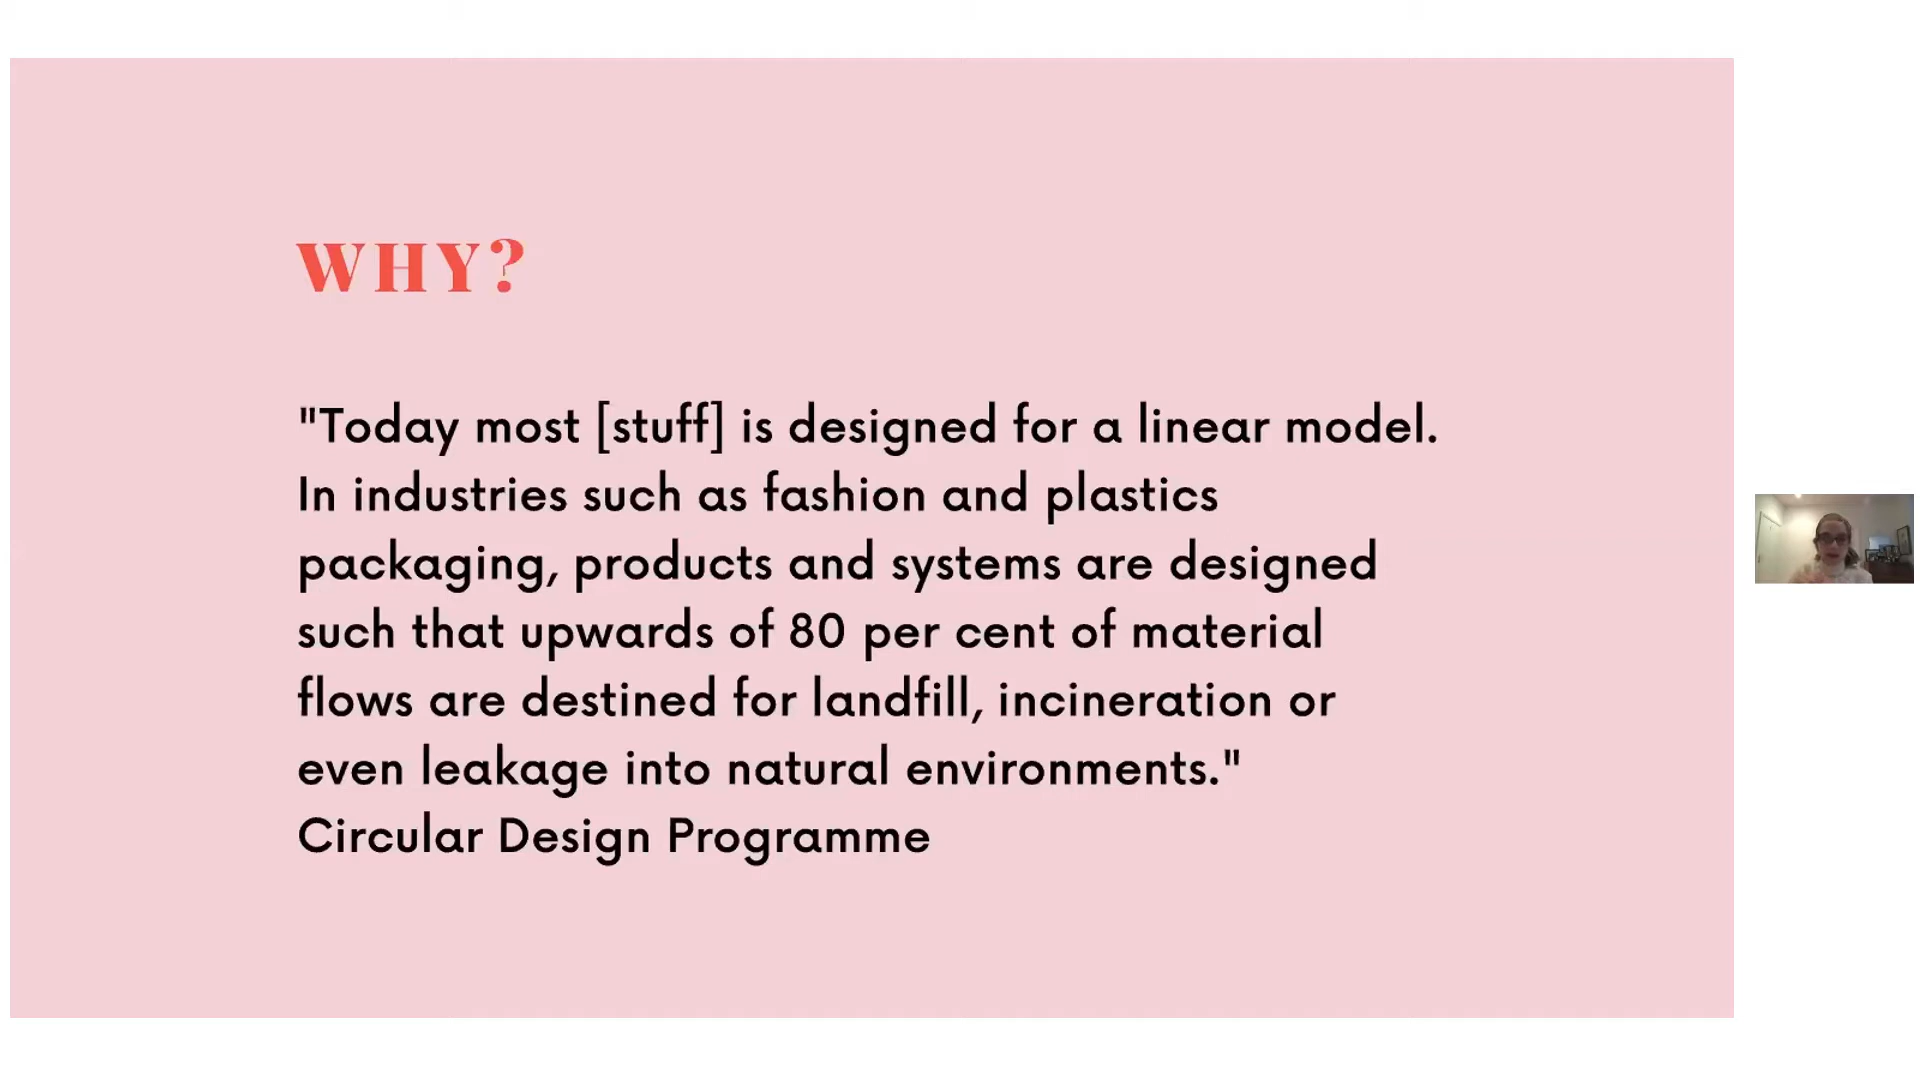 WHY?
"Today most [stuff] is designed for a linear model.
In industries such as fashion and plastics
packaging, products and systems are designed
such that upwards of 80 per cent of material
flows are destined for landfill, incineration or
even leakage into natural environments."
Circular Design Programme